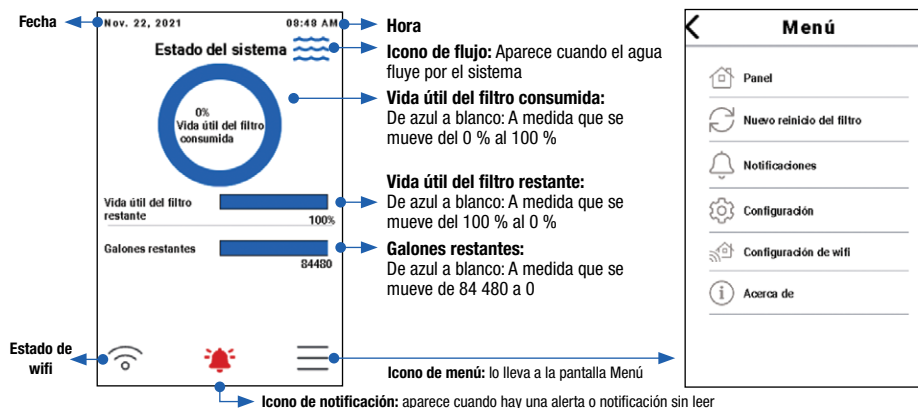 Fecha
Nov. 22, 2021
08:48 AM
Hora
Estado del sistema
Icono de flujo: Aparece cuando el agua
fluye por el sistema
0%
Vida útil del filtro
consumida
Vida útil del filtro consumida:
De azul a blanco: A medida que se
mueve del 0 % al 100 %
Vida útil del filtro
restante
100%
Vida útil del filtro restante:
De azul a blanco: A medida que se
mueve del 100 % al 0 %
Galones restantes
84480
Galones restantes:
De azul a blanco: A medida que se
mueve de 84 480 a 0
Estado de
wifi
Icono de menú: lo lleva a la pantalla Menú
Icono de notificación: aparece cuando hay una alerta o notificación sin leer
Menú
Panel
Nuevo reinicio del filtro
Notificaciones
Configuración
Configuración de wifi
Acerca de